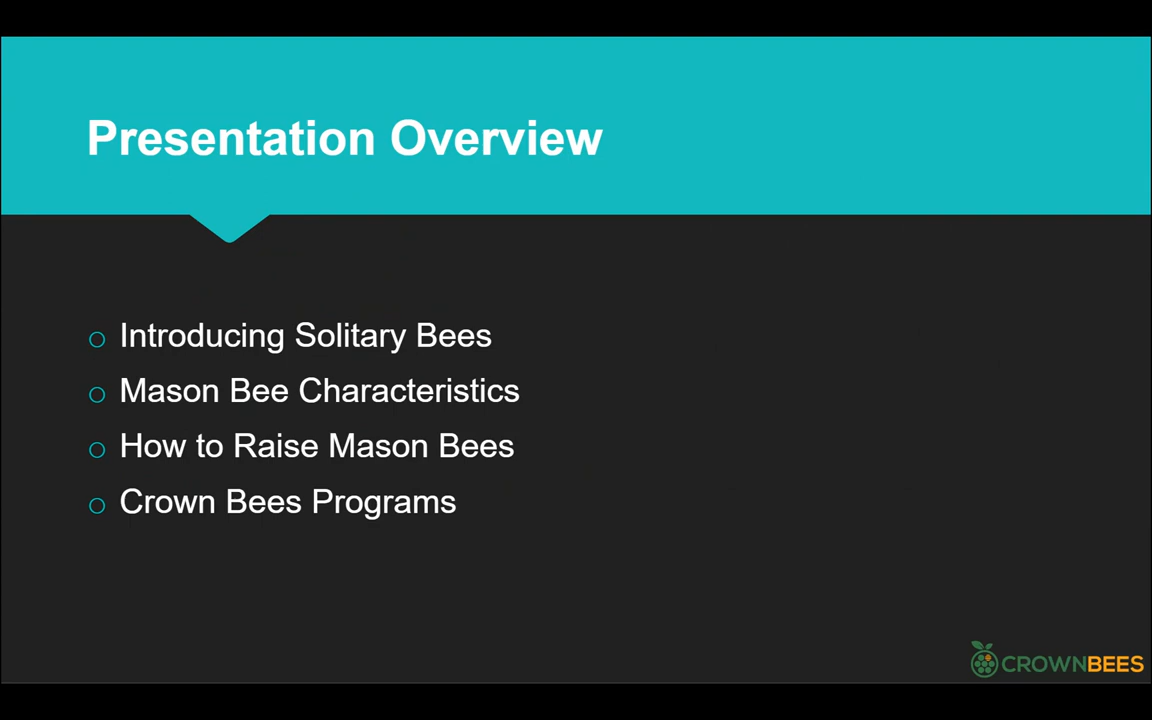 Presentation Overview
Introducing Solitary Bees
Mason Bee Characteristics
How to Raise Mason Bees
Crown Bees Programs
CROWNBEES